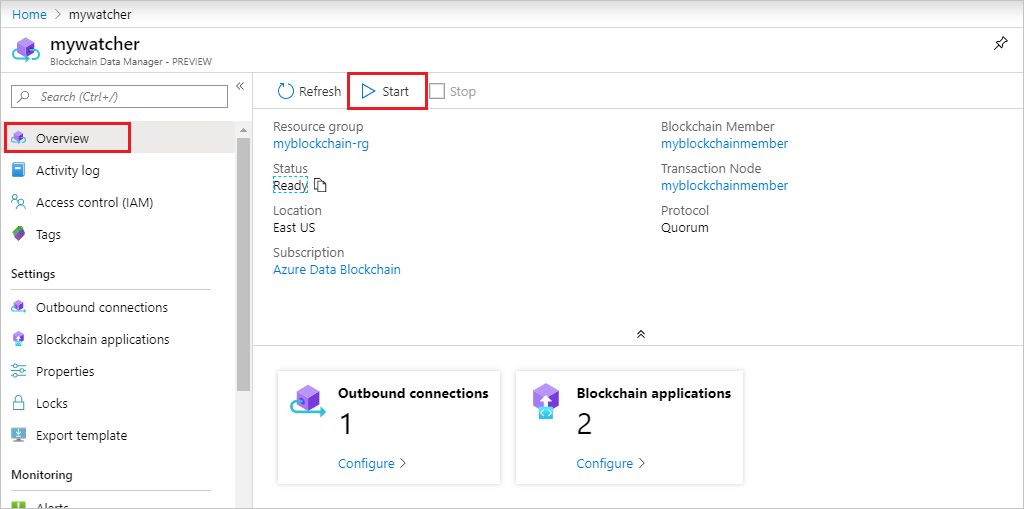 Home > mywatcher
mywatcher
Blockchain Data Manager - PREVIEW
Search (Ctrl+/)
Overview
Activity log
Access control (IAM)
Tags
Settings
Outbound connections
Blockchain applications
Properties
Locks
Export template
Monitoring
Alerts
Refresh Start Stop
Resource group
myblockchain-rg
Status
Ready
Location
East US
Subscription
Azure Data Blockchain
Blockchain Member
myblockchainmember
Transaction Node
myblockchainmember
Protocol
Quorum
Outbound connections
1
Configure >
Blockchain applications
2
Configure >